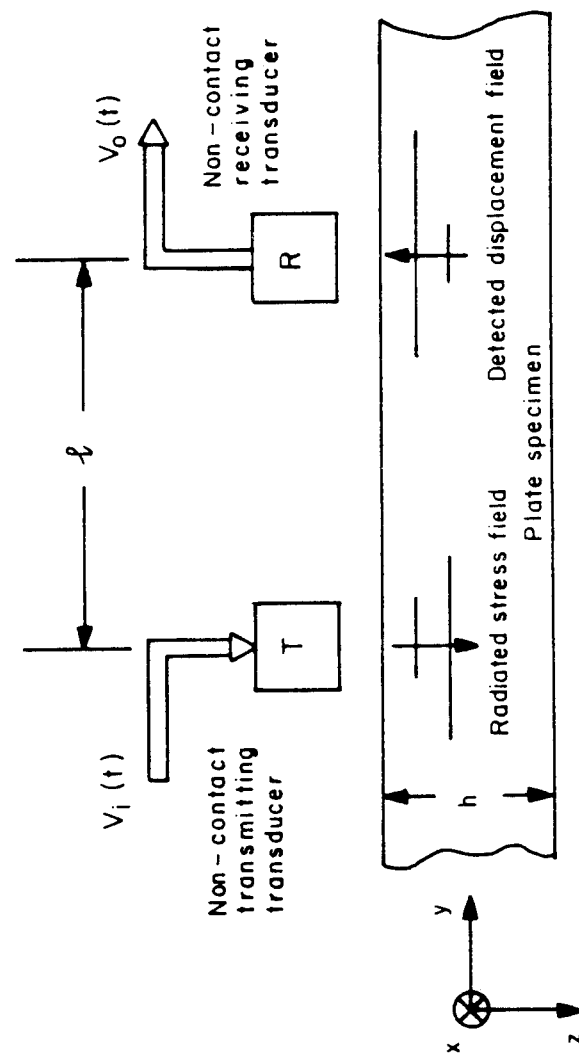 ℓ
V_i(t)
V_o(t)
Non-contact
transmitting
transducer
Non-contact
receiving
transducer
T
R
h
Radiated stress field
Detected displacement field
Plate specimen
x
y
z